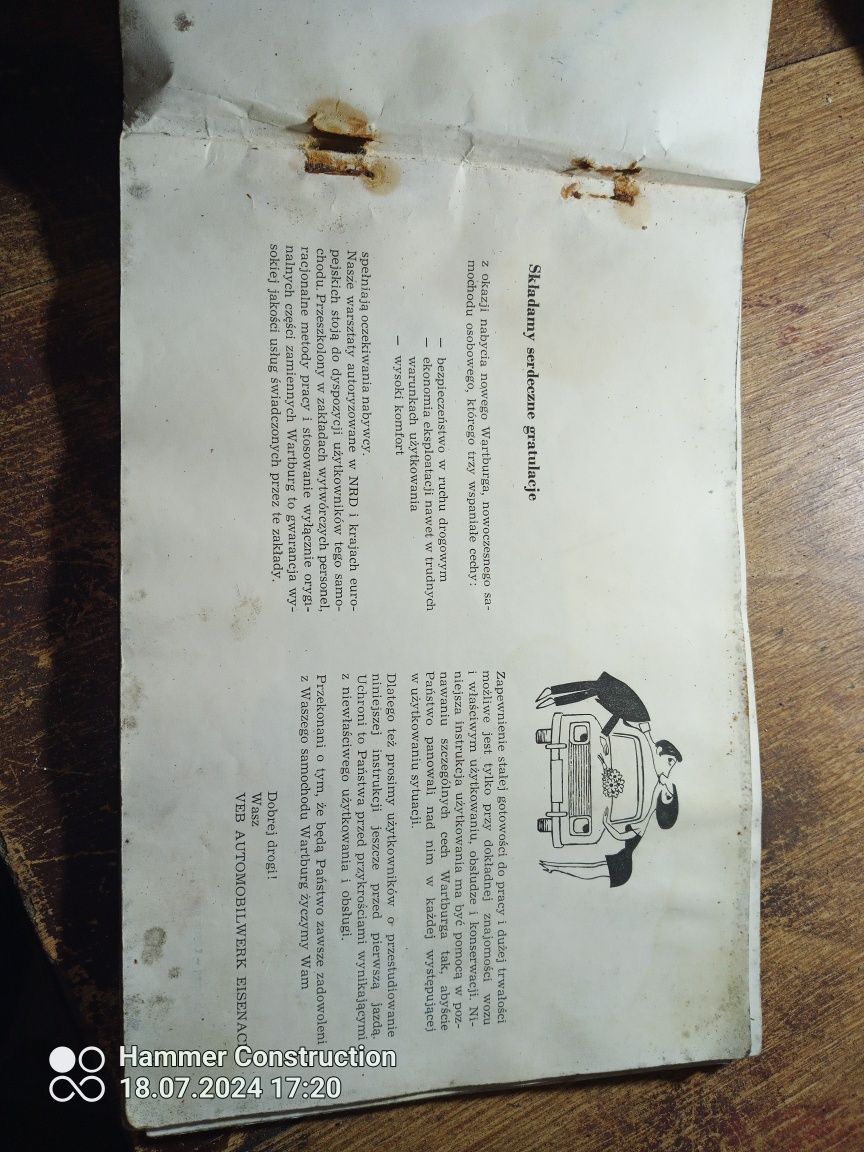 Składamy serdeczne gratulacje
z okazji nabycia nowego Wartburga, nowoczesnego sa-
mochodu osobowego, którego trzy wspaniałe cechy:
— bezpieczeństwo w ruchu drogowym
— ekonomia eksploatacji nawet w trudnych
warunkach użytkowania
— wysoki komfort
spełniają oczekiwania nabywcy.
Nasze warsztaty autoryzowane w NRD i krajach euro-
pejskich stoją do dyspozycji użytkowników tego samo-
chodu. Przeszkolony w zakładach wytwórczych personel,
racjonalne metody pracy i stosowanie wyłącznie orygi-
nalnych części zamiennych Wartburg to gwarancja wy-
sokiej jakości usług świadczonych przez te zakłady.
Zapewnienie stałej gotowości do pracy i dużej trwałości
możliwe jest tylko przy dokładnej znajomości wozu
i właściwym użytkowaniu, obsłudze i konserwacji. Ni-
niejsza instrukcja użytkowania ma być pomocą w poz-
nawaniu szczególnych cech Wartburga tak, abyście
Państwo panowali nad nim w każdej występującej
w użytkowaniu sytuacji.
Dlatego też prosimy użytkowników o przestudiowanie
niniejszej instrukcji jeszcze przed pierwszą jazdą.
Uchroni to Państwa przed przykrościami wynikającymi
z niewłaściwego użytkowania i obsługi.
Przekonani o tym, że będą Państwo zawsze zadowoleni
z Waszego samochodu Wartburg życzymy Wam
Dobrej drogi!
Wasz
VEB AUTOMOBILWERK EISENACH
Hammer Construction
18.07.2024 17:20